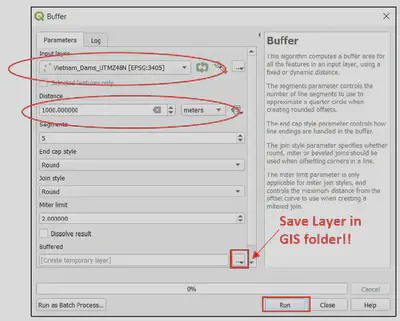 Buffer
Parameters
Log
Input layer
Vietnam_Dams_UTMZ48N [EPSG:3405]
Selected features only
Distance
1000.000000
meters
Segments
5
End cap style
Round
Join style
Round
Miter limit
2.000000
Dissolve result
Buffered
[Create temporary layer]
Save Layer in
GIS folder!!
0%
Cancel
Run as Batch Process...
Run
Close
Help
Buffer
This algorithm computes a buffer area for
all the features in an input layer, using a
fixed or dynamic distance.
The segments parameter controls the
number of line segments to use to
approximate a quarter circle when
creating rounded offsets.
The end cap style parameter controls how
line endings are handled in the buffer.
The join style parameter specifies whether
round, miter or beveled joins should be
used when offsetting corners in a line.
The miter limit parameter is only
applicable for miter join styles, and
controls the maximum distance from the
offset curve to use when creating a
mitered join.